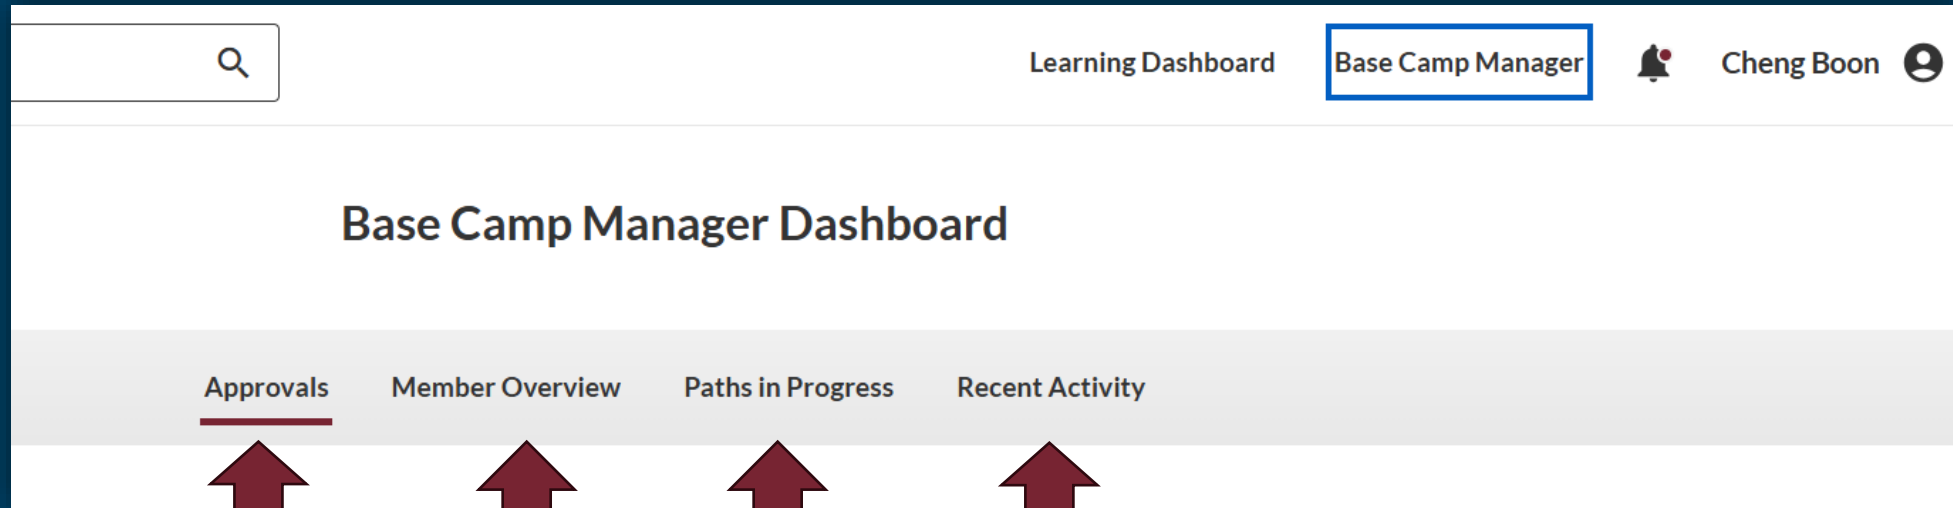 Learning Dashboard Base Camp Manager Cheng Boon
Base Camp Manager Dashboard
Approvals Member Overview Paths in Progress Recent Activity